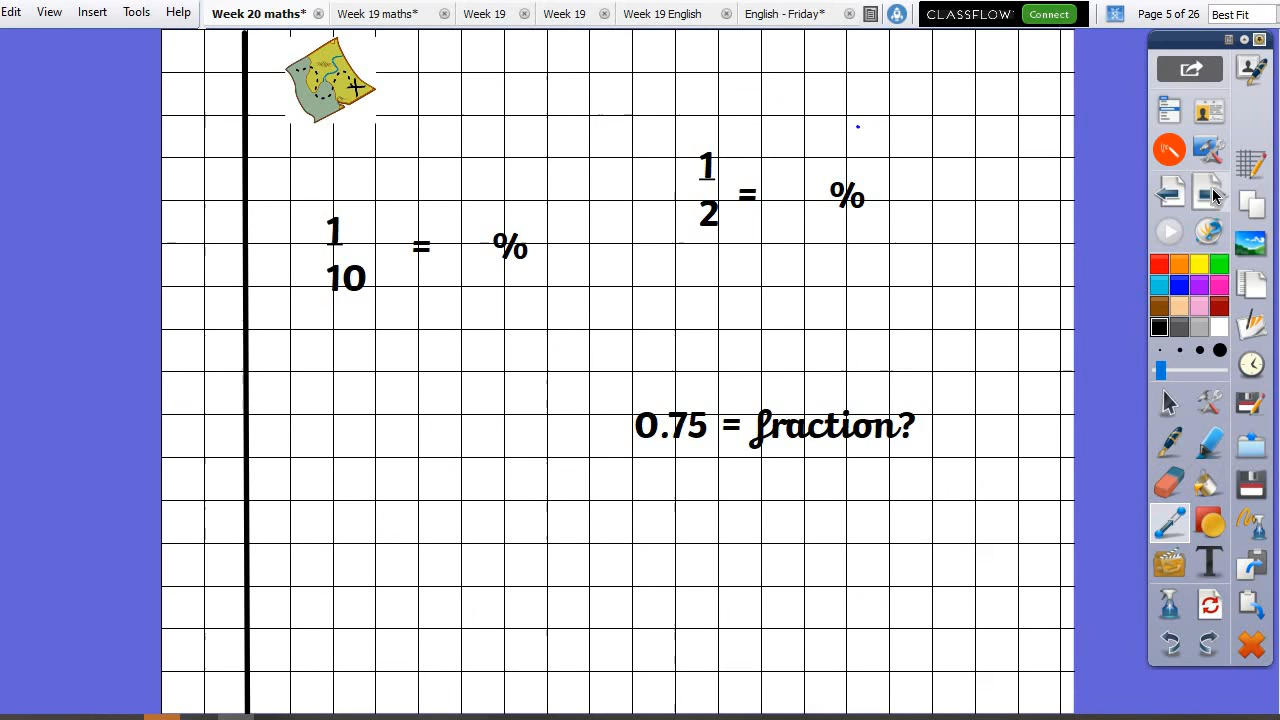 Edit View Insert Tools Help Week 20 maths* Week 19 maths* Week 19 Week 19 Week 19 English English - Friday* CLASSFLOW Connect Page 5 of 26 Best Fit
1
2 = %
1
10 = %
0.75 = fraction?
T